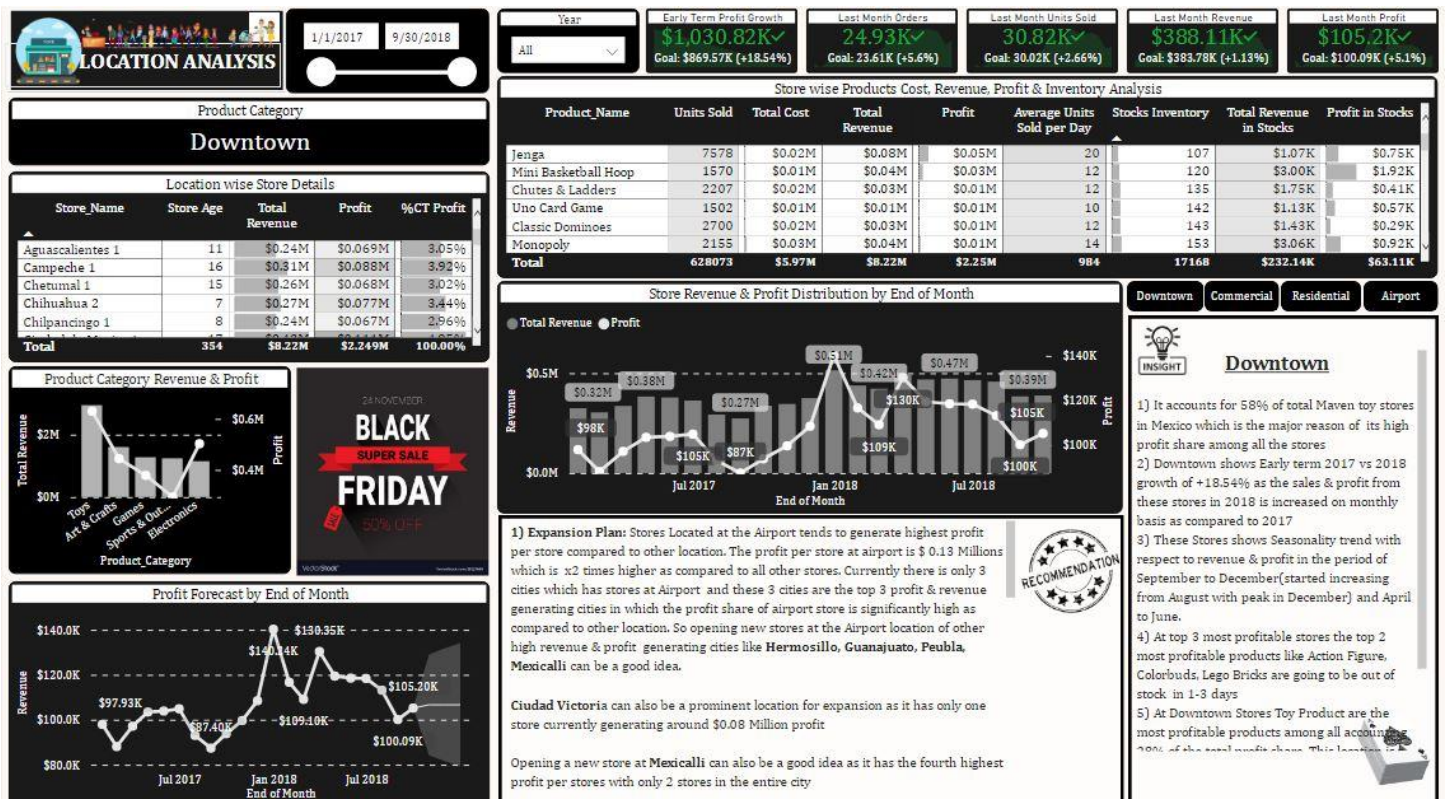 LOCATION ANALYSIS
1/1/2017 9/30/2018
Year
All
Early Term Profit Growth
$1,030.82K
Goal: $869.57K (+18.54%)
Last Month Orders
24.93K
Goal: 23.61K (+5.6%)
Last Month Units Sold
30.82K
Goal: 30.02K (+2.66%)
Last Month Revenue
$388.11K
Goal: $383.78K (+1.13%)
Last Month Profit
$105.2K
Goal: $100.09K (+5.1%)
Product Category
Downtown
Location wise Store Details
Store_Name Store Age Total Revenue Profit %CT Profit
Aguascalientes 1 11 $0.24M $0.069M 3.05%
Campeche 1 16 $0.31M $0.088M 3.92%
Chetumal 1 15 $0.26M $0.068M 3.02%
Chihuahua 2 7 $0.27M $0.077M 3.44%
Chilpancingo 1 8 $0.24M $0.067M 2.96%
Total 354 $8.22M $2.249M 100.00%
Store wise Products Cost, Revenue, Profit & Inventory Analysis
Product_Name Units Sold Total Cost Total Revenue Profit Average Units Sold per Day Stocks Inventory Total Revenue in Stocks Profit in Stocks
Jenga 7578 $0.02M $0.08M $0.05M 20 107 $1.07K $0.75K
Mini Basketball Hoop 1570 $0.01M $0.04M $0.03M 12 120 $3.00K $1.92K
Chutes & Ladders 2207 $0.02M $0.03M $0.01M 12 135 $1.75K $0.41K
Uno Card Game 1502 $0.01M $0.01M $0.01M 10 142 $1.13K $0.57K
Classic Dominoes 2700 $0.02M $0.03M $0.01M 12 143 $1.43K $0.29K
Monopoly 2155 $0.03M $0.04M $0.01M 14 153 $3.06K $0.92K
Total 628073 $5.97M $8.22M $2.25M 984 17168 $232.14K $63.11K
Product Category Revenue & Profit
Total Revenue
$2M
$0M
$0.6M
$0.4M
Profit
Toys
Art & Crafts
Games
Sports & Out...
Electronics
Product_Category
24 NOVEMBER
BLACK
SUPER SALE
FRIDAY
SALE
50% OFF
VectorStock
Store Revenue & Profit Distribution by End of Month
Total Revenue Profit
Revenue
$0.5M
$0.0M
$0.32M
$0.38M
$0.27M
$0.51M
$0.42M
$0.47M
$0.39M
$98K
$105K
$87K
$109K
$130K
$100K
$105K
$140K
$120K
$100K
Profit
Jul 2017 Jan 2018 Jul 2018
End of Month
Downtown Commercial Residential Airport
INSIGHT
Downtown
1) It accounts for 58% of total Maven toy stores
in Mexico which is the major reason of its high
profit share among all the stores
2) Downtown shows Early term 2017 vs 2018
growth of +18.54% as the sales & profit from
these stores in 2018 is increased on monthly
basis as compared to 2017
3) These Stores shows Seasonality trend with
respect to revenue & profit in the period of
September to December(started increasing
from August with peak in December) and April
to June.
4) At top 3 most profitable stores the top 2
most profitable products like Action Figure,
Colorbuds, Lego Bricks are going to be out of
stock in 1-3 days
5) At Downtown Stores Toy Product are the
most profitable products among all
Profit Forecast by End of Month
Revenue
$140.0K
$120.0K
$100.0K
$80.0K
$97.93K
$87.40K
$140.34K
$109.10K
$130.35K
$100.09K
$105.20K
Jul 2017 Jan 2018 Jul 2018
End of Month
1) Expansion Plan: Stores Located at the Airport tends to generate highest profit
per store compared to other location. The profit per store at airport is $ 0.13 Millions
which is x2 times higher as compared to all other stores. Currently there is only 3
cities which has stores at Airport and these 3 cities are the top 3 profit & revenue
generating cities in which the profit share of airport store is significantly high as
compared to other location. So opening new stores at the Airport location of other
high revenue & profit generating cities like Hermosillo, Guanajuato, Peubla,
Mexicalli can be a good idea.
Ciudad Victoria can also be a prominent location for expansion as it has only one
store currently generating around $0.08 Million profit
Opening a new store at Mexicalli can also be a good idea as it has the fourth highest
profit per stores with only 2 stores in the entire city
RECOMMENDATION